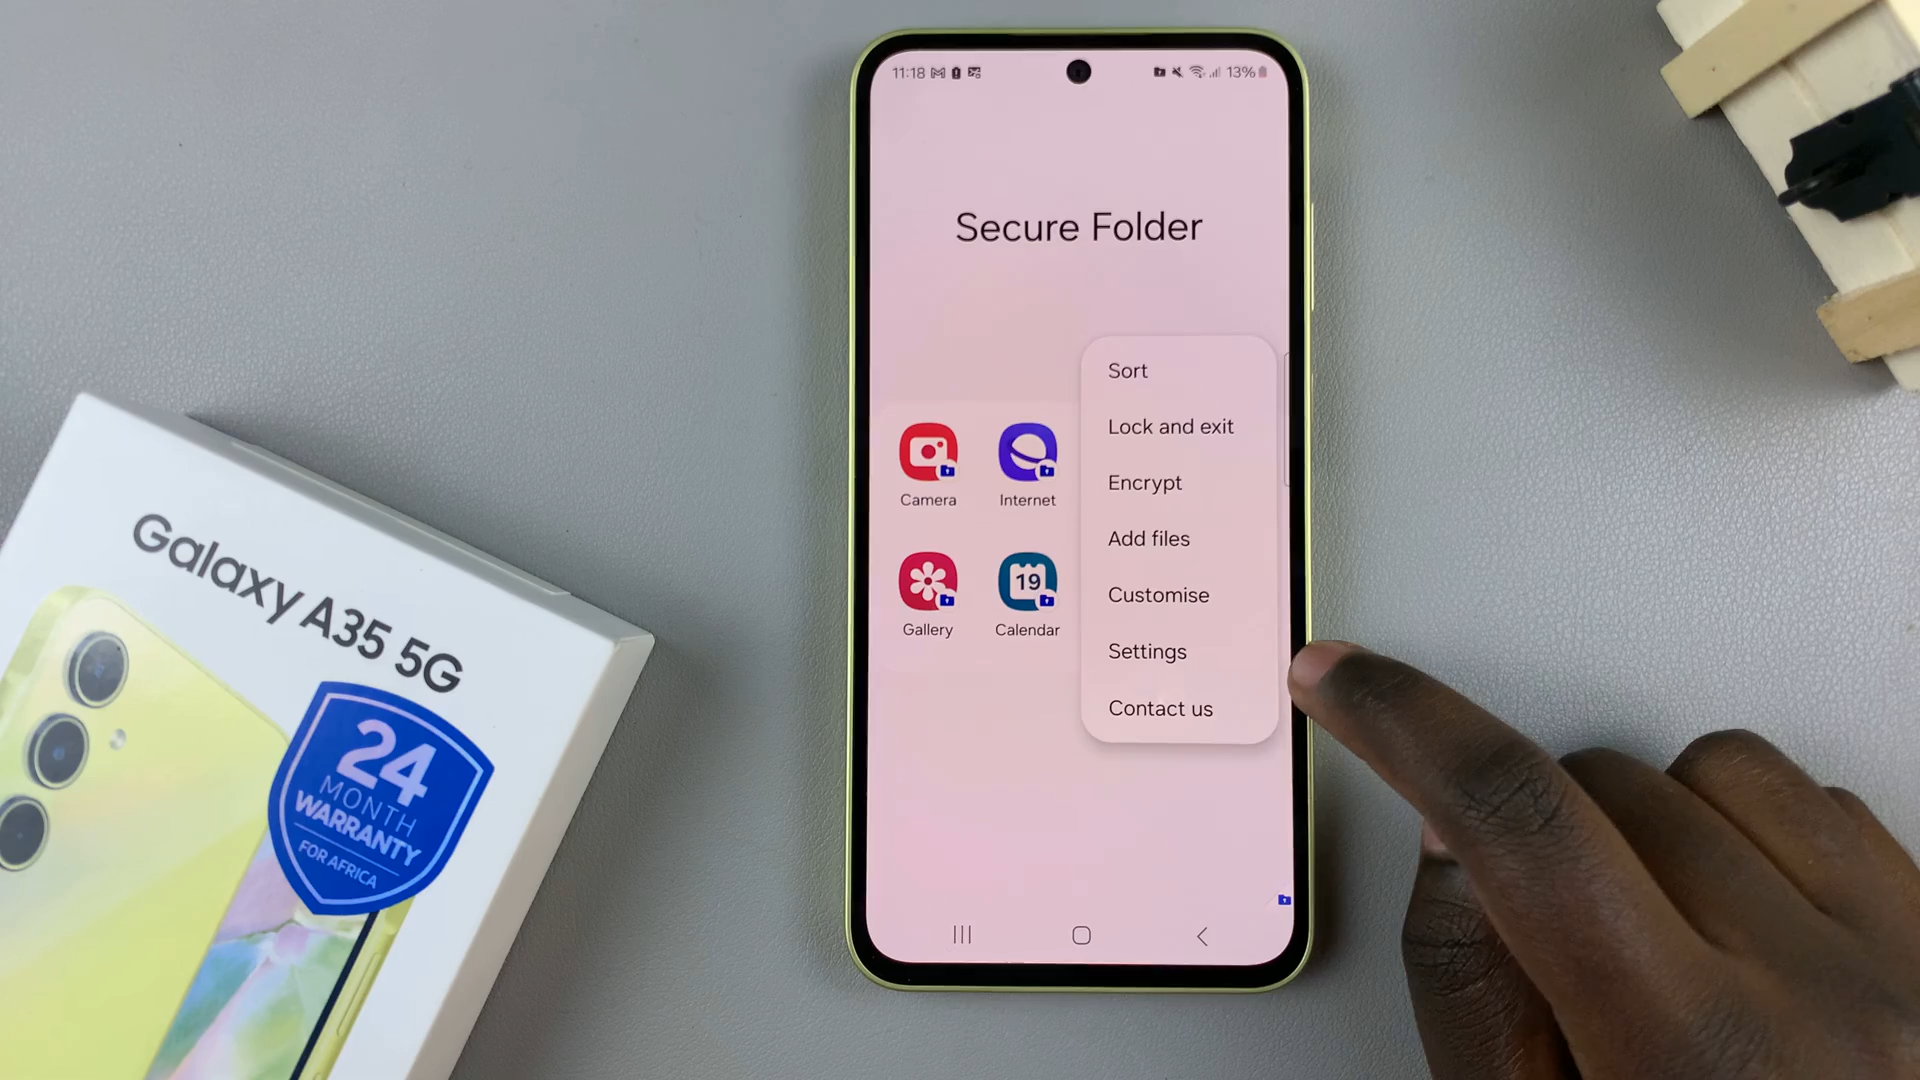 11:18
13%
Secure Folder
Sort
Lock and exit
Encrypt
Add files
Customise
Settings
Contact us
Camera
Internet
Gallery
19
Calendar
Galaxy A35 5G
24
MONTH
WARRANTY
FOR AFRICA